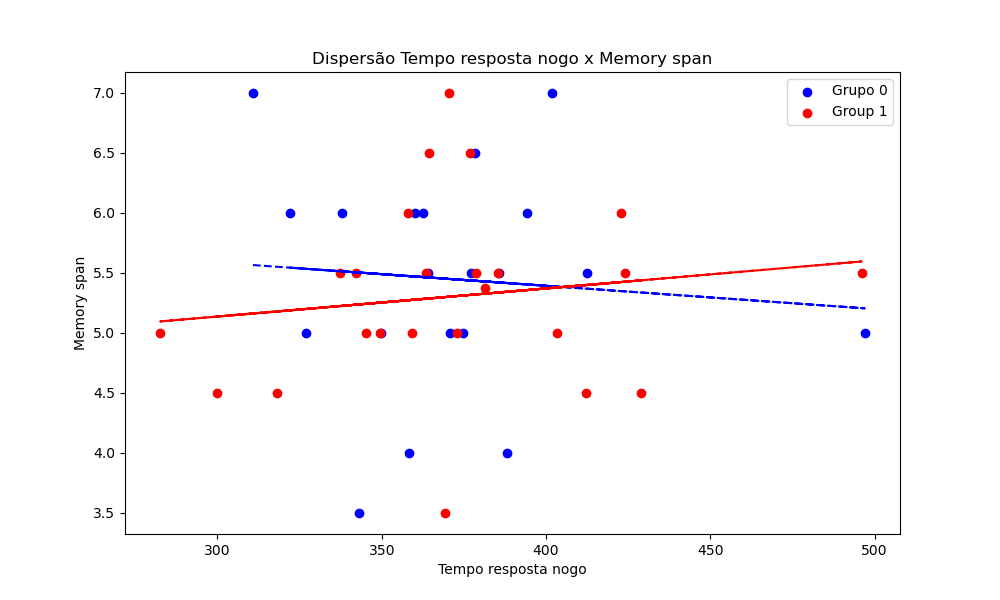 Dispersão Tempo resposta nogo x Memory span
Grupo 0
Group 1
Memory span
7.0
6.5
6.0
5.5
5.0
4.5
4.0
3.5
300
350
400
450
500
Tempo resposta nogo